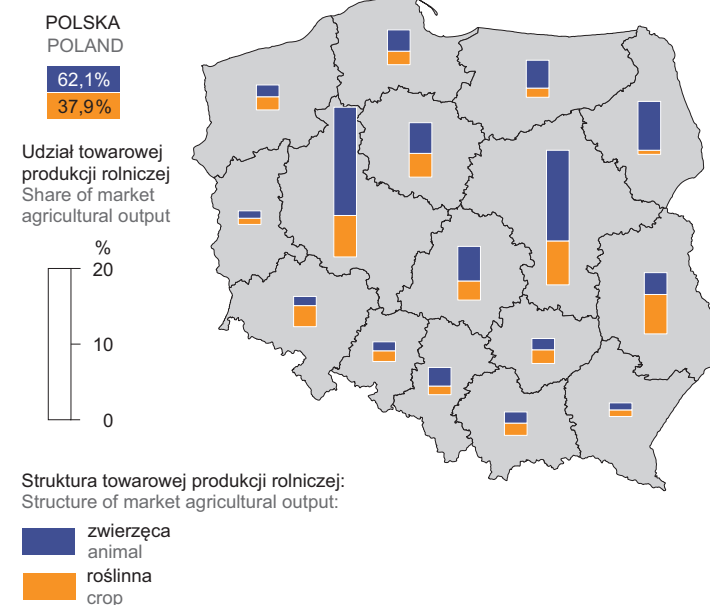 POLSKA
POLAND
62,1%
37,9%
Udział towarowej
produkcji rolniczej
Share of market
agricultural output
%
20
10
0
Struktura towarowej produkcji rolniczej:
Structure of market agricultural output:
zwierzęca
animal
roślinna
crop